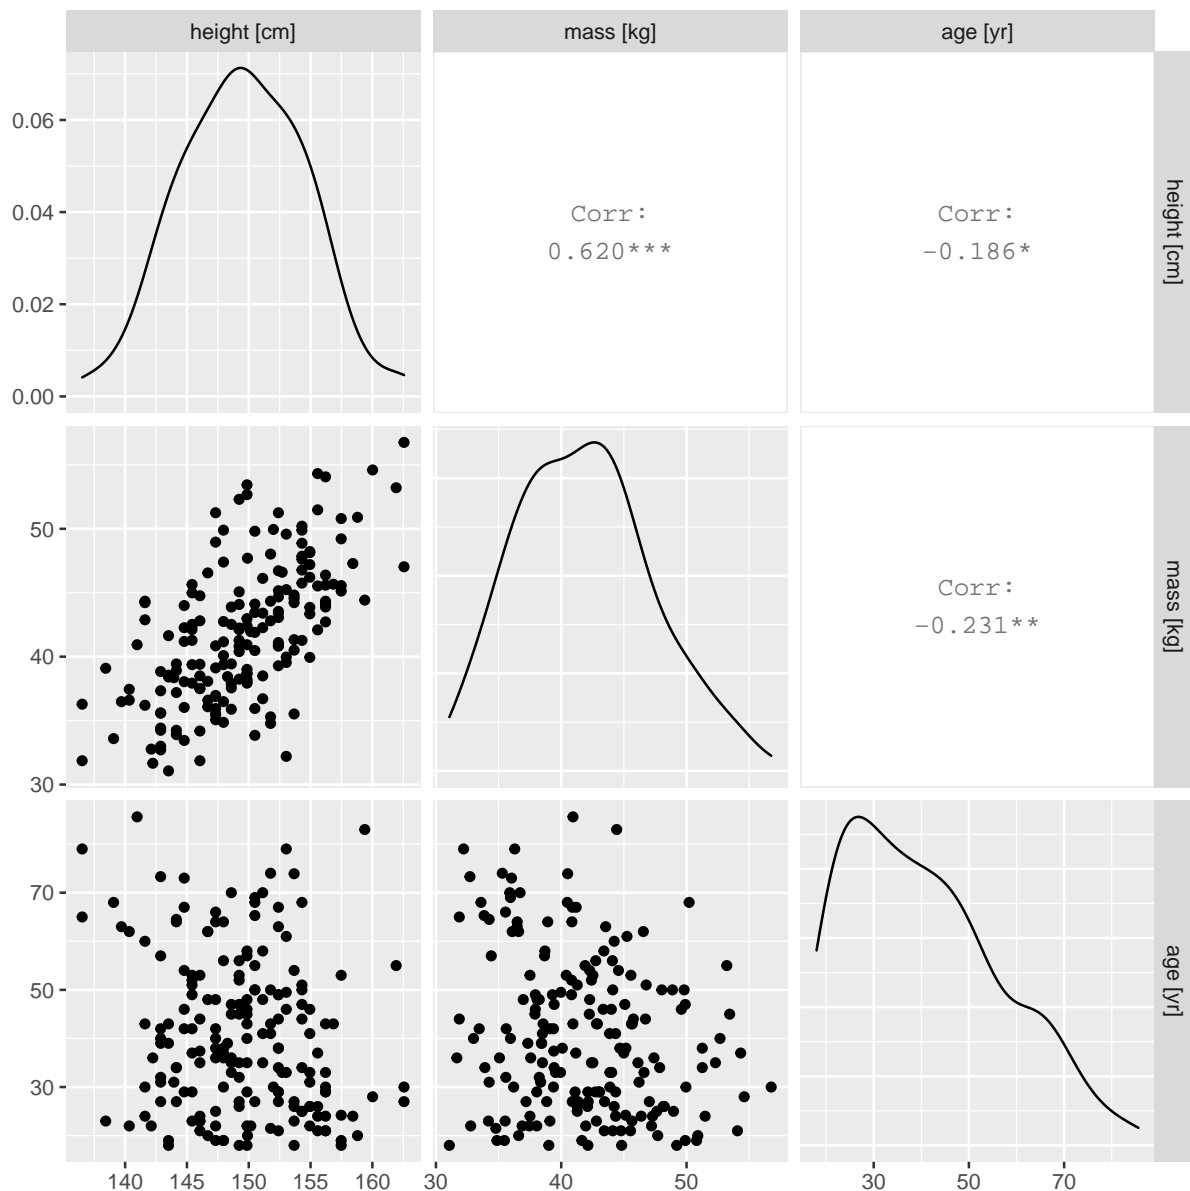 height [cm]
mass [kg]
age [yr]
0.06
0.04
0.02
0.00
Corr:
0.620***
Corr:
-0.186*
height [cm]
50
40
30
Corr:
-0.231**
mass [kg]
70
50
30
age [yr]
140 145 150 155 160
30 40 50
30 50 70